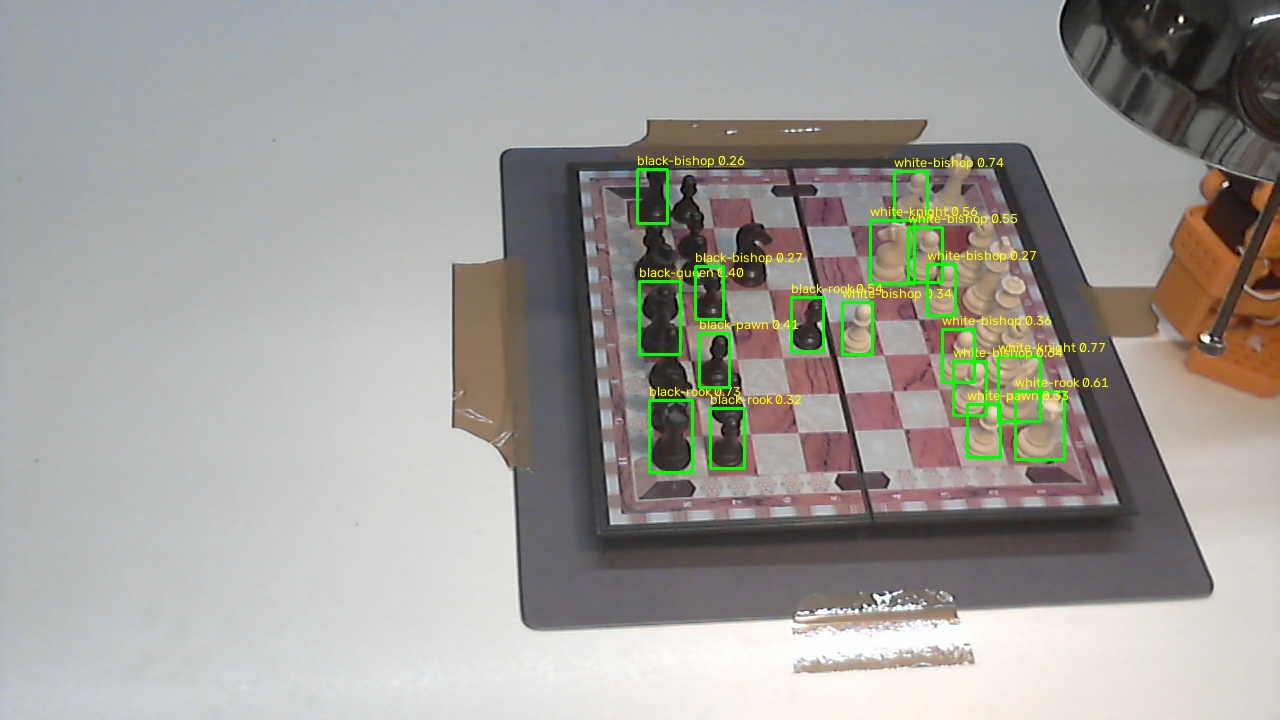 black-bishop 0.26
white-bishop 0.74
white-knight 0.56
white-bishop 0.55
black-bishop 0.27
white-bishop 0.27
black-queen 0.40
black-rook 0.54
white-bishop 0.34
white-bishop 0.36
black-pawn 0.41
white-knight 0.77
white-bishop 0.64
white-rook 0.61
black-rook 0.73
white-pawn 0.33
black-rook 0.32